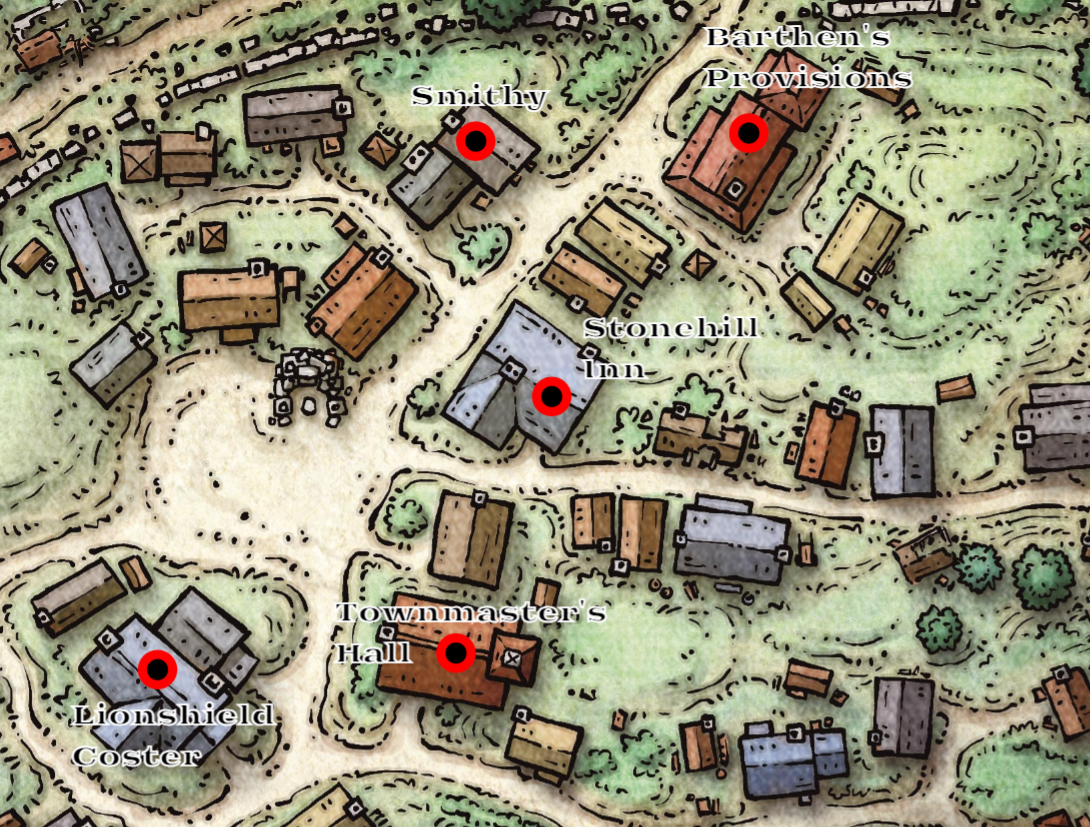 Barthen's
Provisions
Smithy
Stonehill
Inn
Townmaster's
Hall
Lionshield
Coster